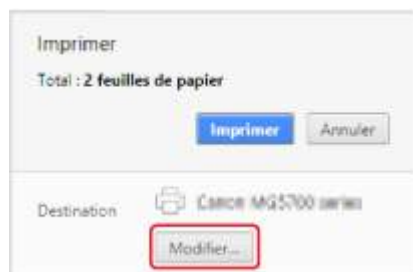 Imprimer
Total : 2 feuilles de papier
Imprimer Annuler
Destination Canon MG5700 series
Modifier...